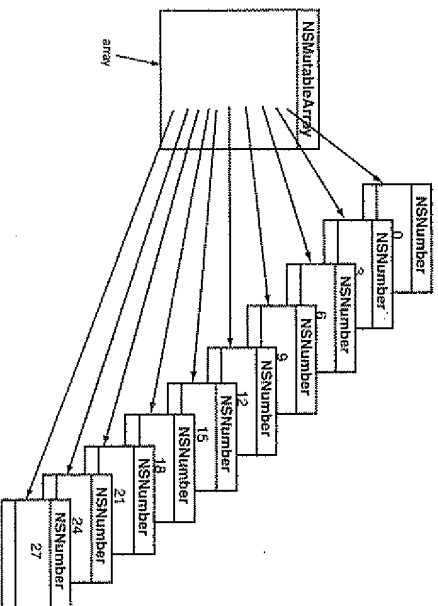 NSMutableArray
array
NSNumber
0
NSNumber
3
NSNumber
6
NSNumber
9
NSNumber
12
NSNumber
15
NSNumber
18
NSNumber
21
NSNumber
24
NSNumber
27